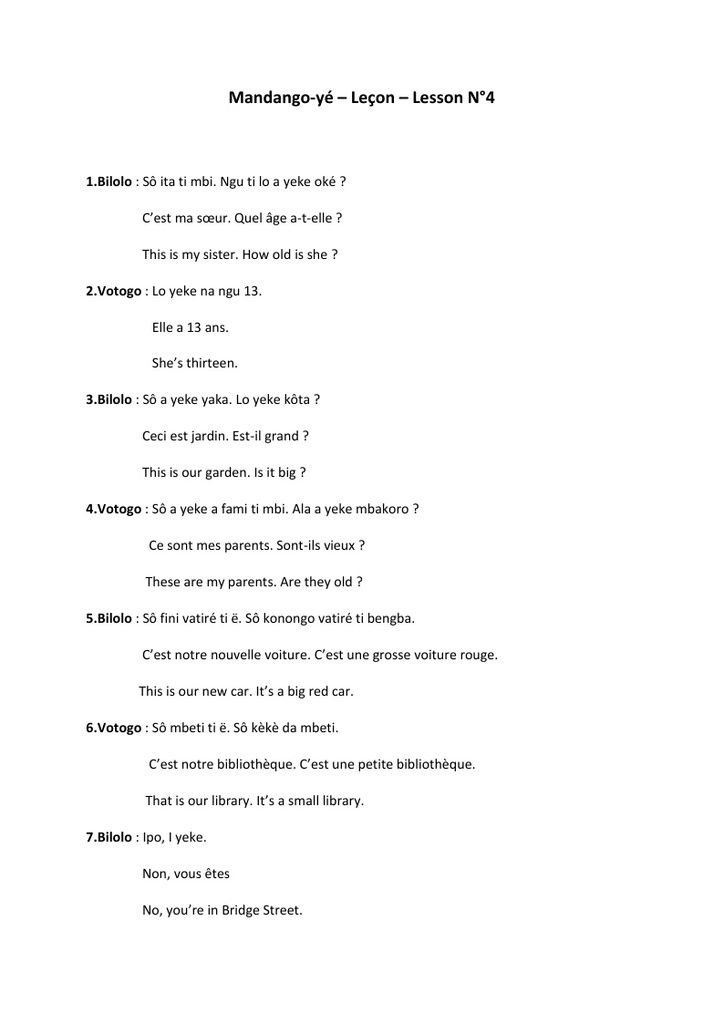 Mandango-yé – Leçon – Lesson N°4
1.Bilolo : Sô ita ti mbi. Ngu ti lo a yeke oké ?
C’est ma sœur. Quel âge a-t-elle ?
This is my sister. How old is she ?
2.Votogo : Lo yeke na ngu 13.
Elle a 13 ans.
She’s thirteen.
3.Bilolo : Sô a yeke yaka. Lo yeke kôta ?
Ceci est jardin. Est-il grand ?
This is our garden. Is it big ?
4.Votogo : Sô a yeke a fami ti mbi. Ala a yeke mbakoro ?
Ce sont mes parents. Sont-ils vieux ?
These are my parents. Are they old ?
5.Bilolo : Sô fini vatiré ti ë. Sô konongo vatiré ti bengba.
C’est notre nouvelle voiture. C’est une grosse voiture rouge.
This is our new car. It’s a big red car.
6.Votogo : Sô mbeti ti ë. Sô kèkè da mbeti.
C’est notre bibliothèque. C’est une petite bibliothèque.
That is our library. It’s a small library.
7.Bilolo : Ipo, I yeke.
Non, vous êtes
No, you’re in Bridge Street.